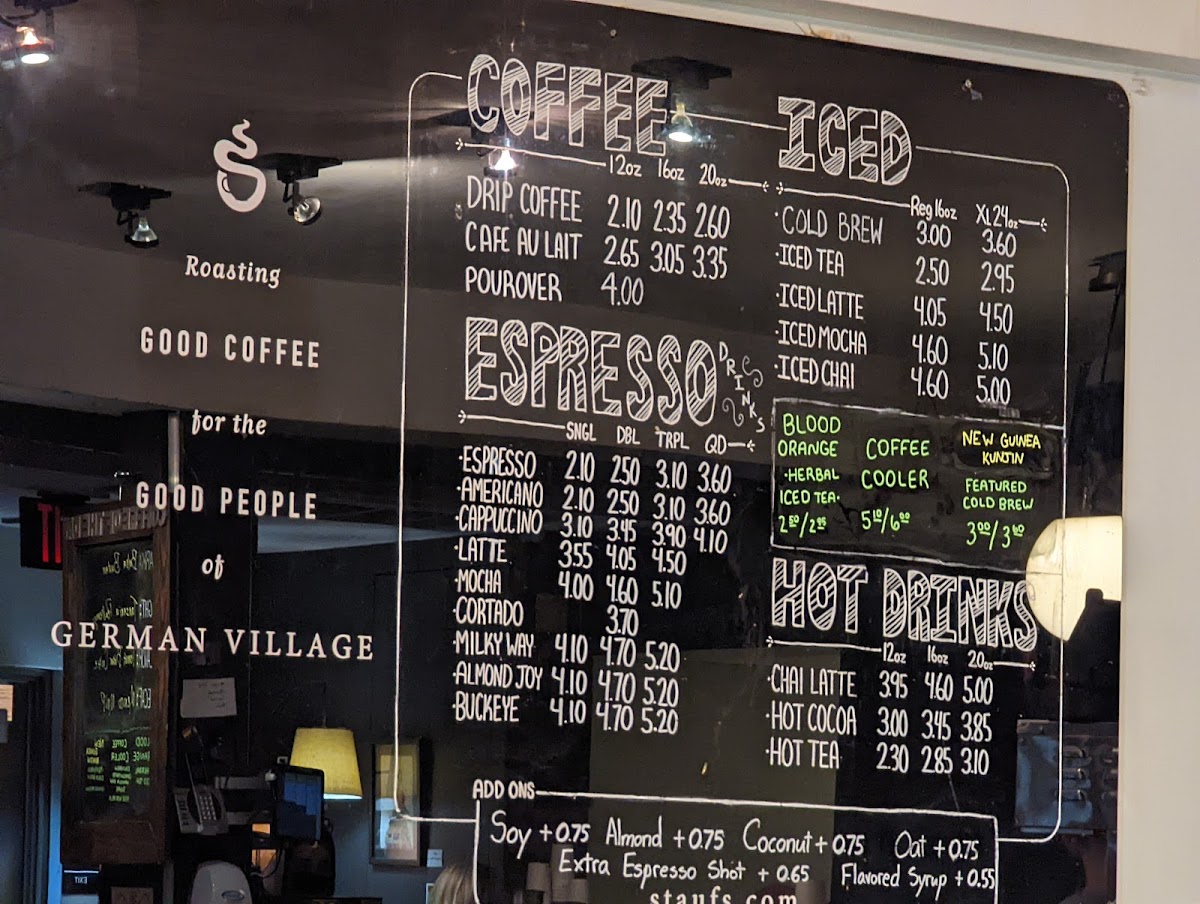 Roasting
GOOD COFFEE
for the
GOOD PEOPLE
of
GERMAN VILLAGE
COFFEE
12oz 16oz 20oz
DRIP COFFEE 2.10 2.35 2.60
CAFE AU LAIT 2.65 3.05 3.35
POUROVER 4.00
ESPRESSO DRINKS
SNGL DBL TRPL QD
·ESPRESSO 2.10 2.50 3.10 3.60
·AMERICANO 2.10 2.50 3.10 3.60
·CAPPUCCINO 3.10 3.45 3.90 4.10
·LATTE 3.55 4.05 4.50
·MOCHA 4.00 4.60 5.10
·CORTADO 3.70
·MILKY WAY 4.10 4.70 5.20
·ALMOND JOY 4.10 4.70 5.20
·BUCKEYE 4.10 4.70 5.20
ICED
Reg 16oz XL 24oz
·COLD BREW 3.00 3.60
·ICED TEA 2.50 2.95
·ICED LATTE 4.05 4.50
·ICED MOCHA 4.60 5.10
·ICED CHAI 4.60 5.00
BLOOD
ORANGE
·HERBAL
ICED TEA·
2.50/2.95
COFFEE
COOLER
5.10/6.00
NEW GUINEA
KUNJIN
FEATURED
COLD BREW
3.00/3.60
HOT DRINKS
12oz 16oz 20oz
·CHAI LATTE 3.95 4.60 5.00
·HOT COCOA 3.00 3.45 3.85
·HOT TEA 2.30 2.85 3.10
ADD ONS
Soy +0.75 Almond +0.75 Coconut +0.75 Oat +0.75
Extra Espresso Shot +0.65 Flavored Syrup +0.55
staufs.com
EXIT